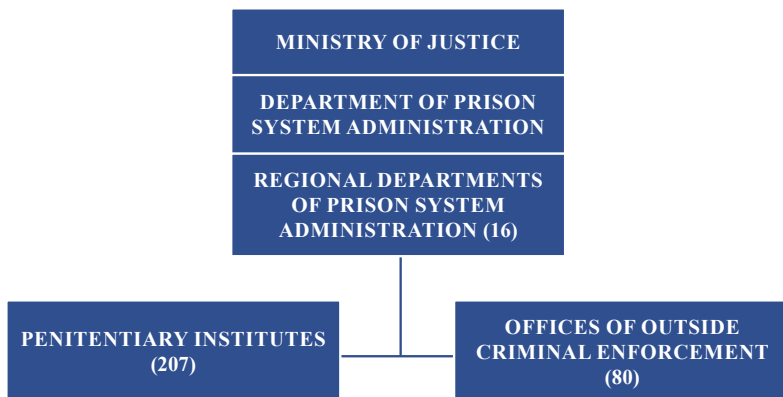 MINISTRY OF JUSTICE
DEPARTMENT OF PRISON
SYSTEM ADMINISTRATION
REGIONAL DEPARTMENTS
OF PRISON SYSTEM
ADMINISTRATION (16)
PENITENTIARY INSTITUTES
(207)
OFFICES OF OUTSIDE
CRIMINAL ENFORCEMENT
(80)